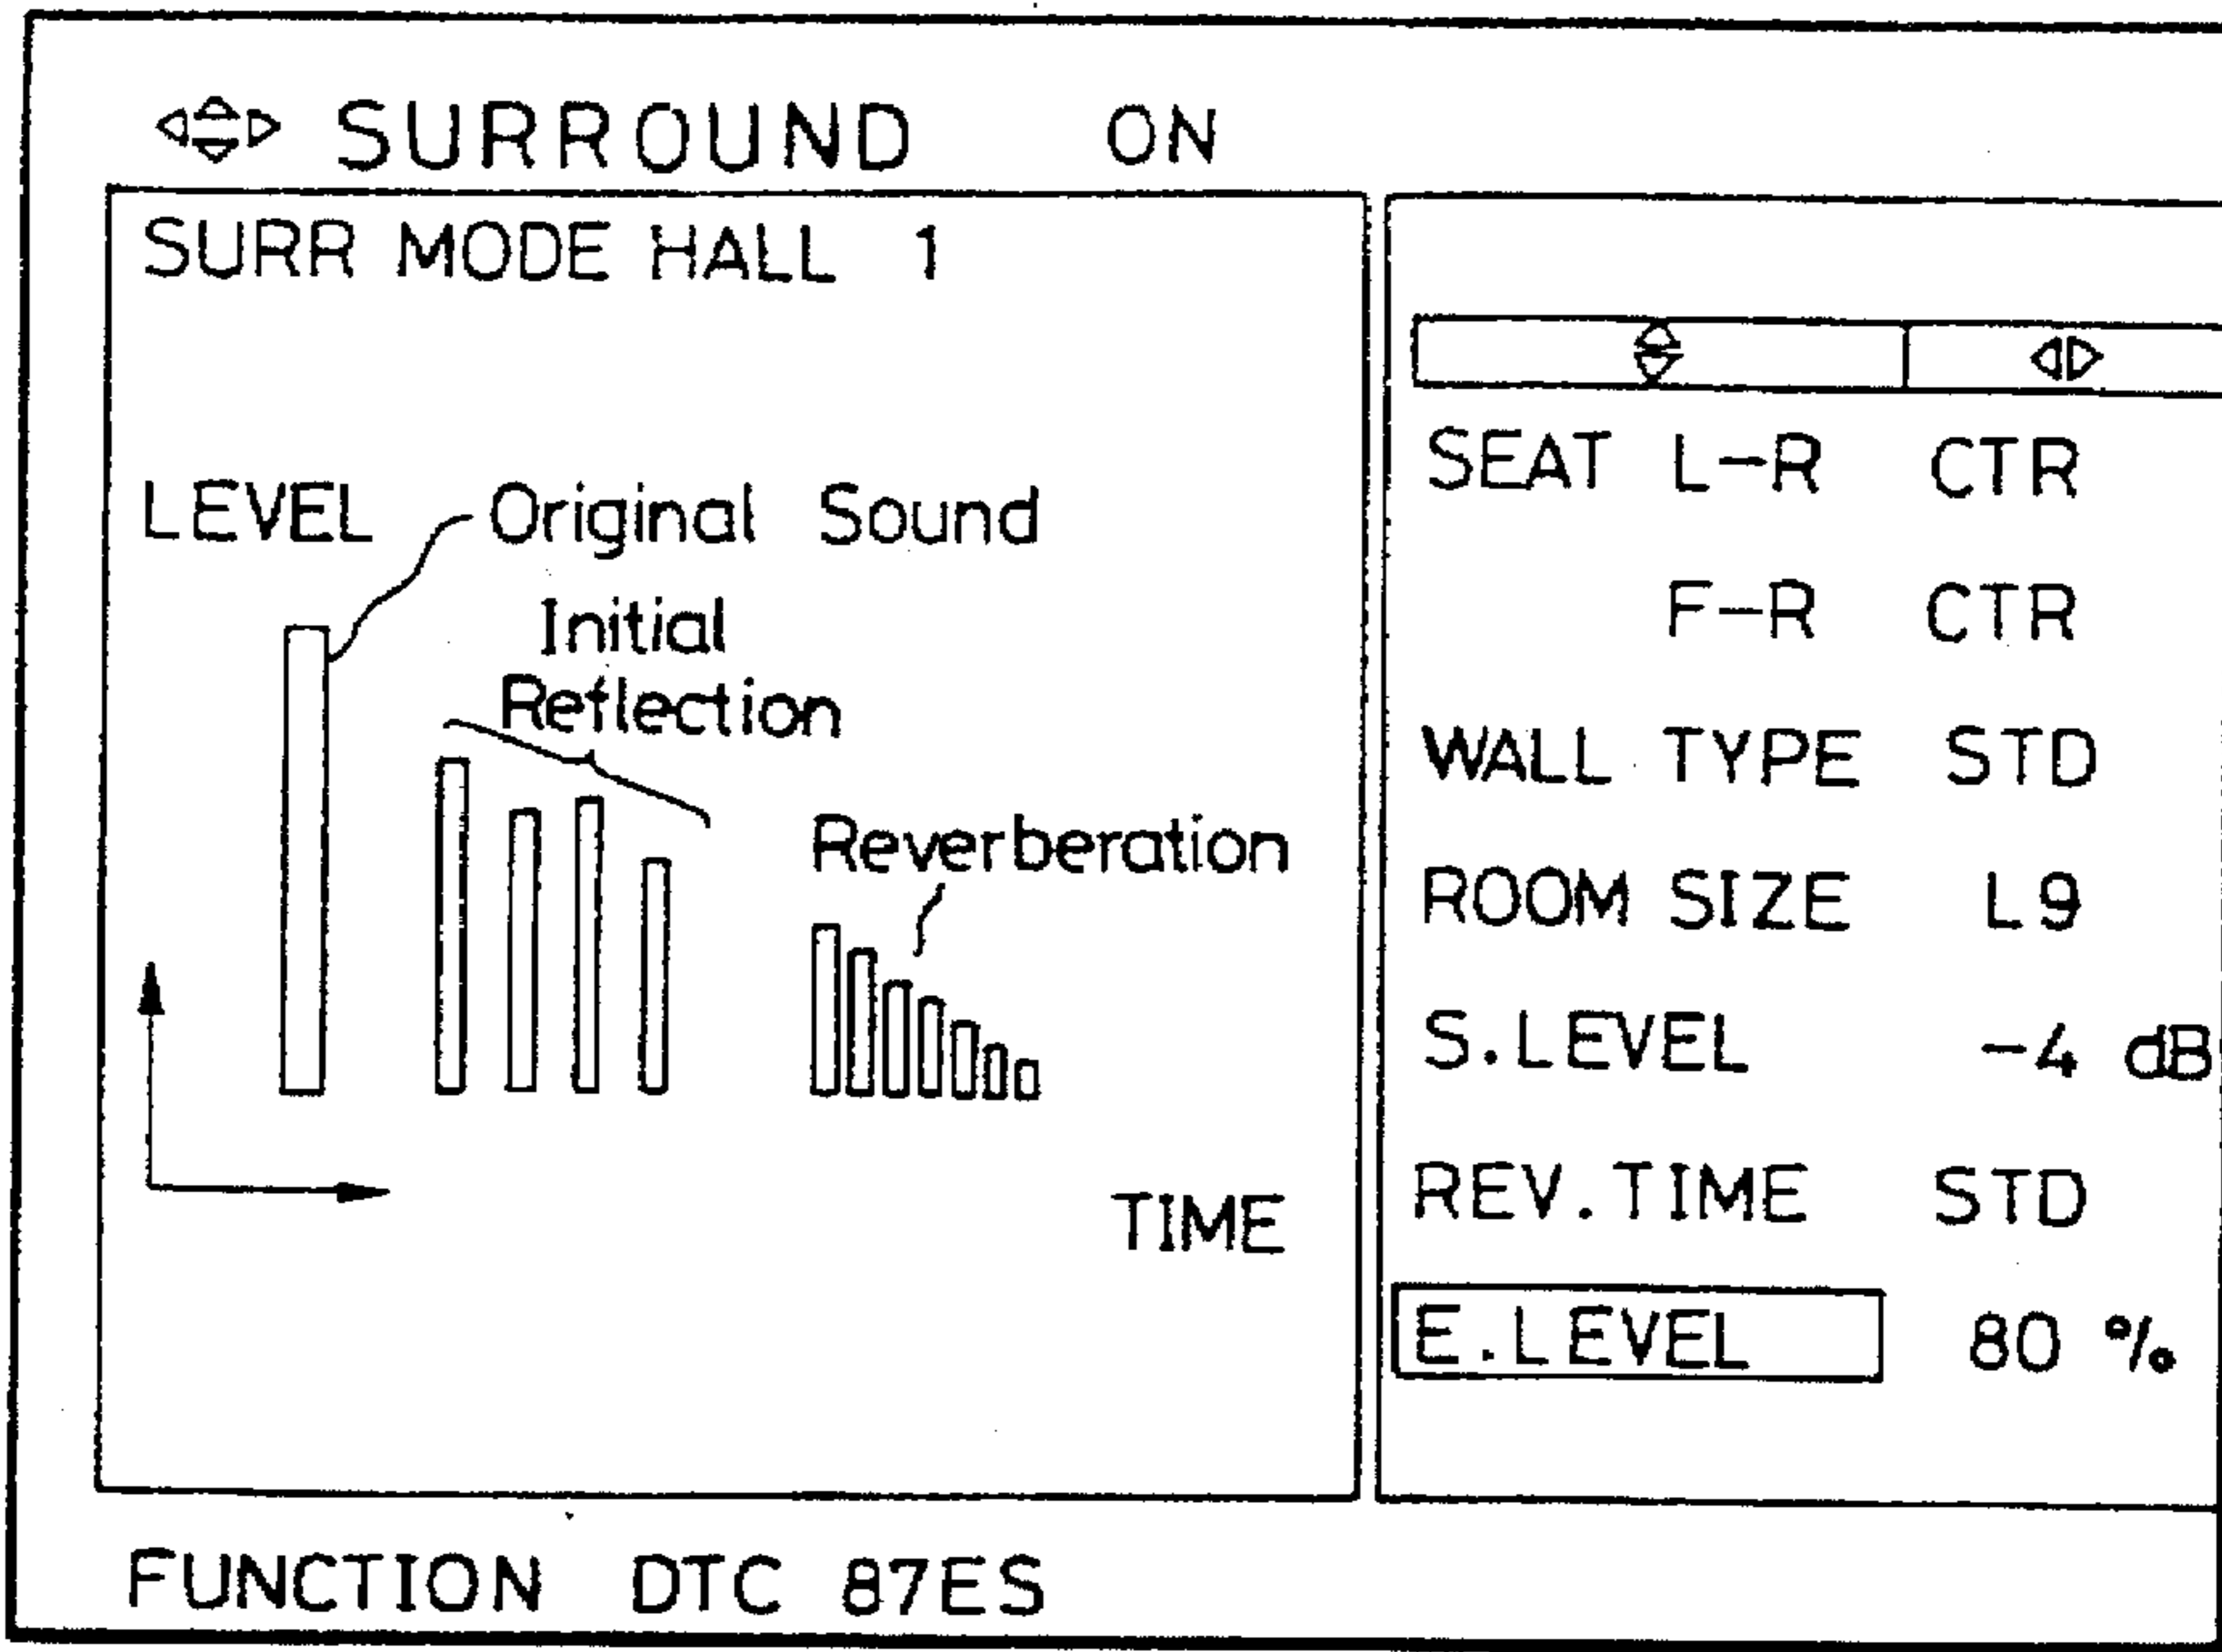 SURROUND ON
SURR MODE HALL 1
LEVEL Original Sound
Initial
Reflection
Reverberation
TIME
SEAT L-R CTR
F-R CTR
WALL TYPE STD
ROOM SIZE L9
S.LEVEL -4 dB
REV.TIME STD
E.LEVEL 80 %
FUNCTION DTC 87ES